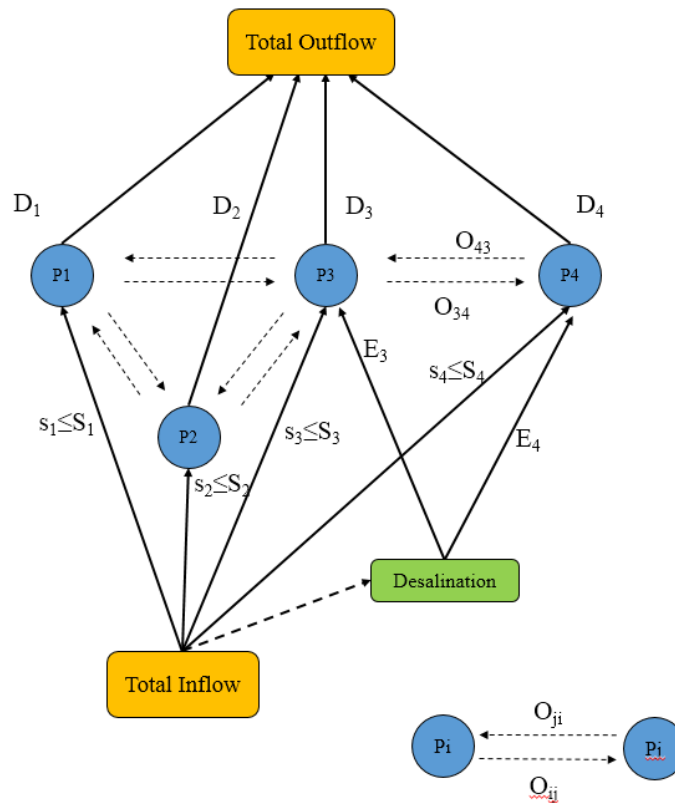 Total Outflow
D₁
D₂
D₃
D₄
O₄₃
P1
P3
P4
O₃₄
E₃
s₄≤S₄
s₁≤S₁
P2
s₃≤S₃
E₄
s₂≤S₂
Desalination
Total Inflow
Oⱼᵢ
Pi
Pj
Oᵢⱼ